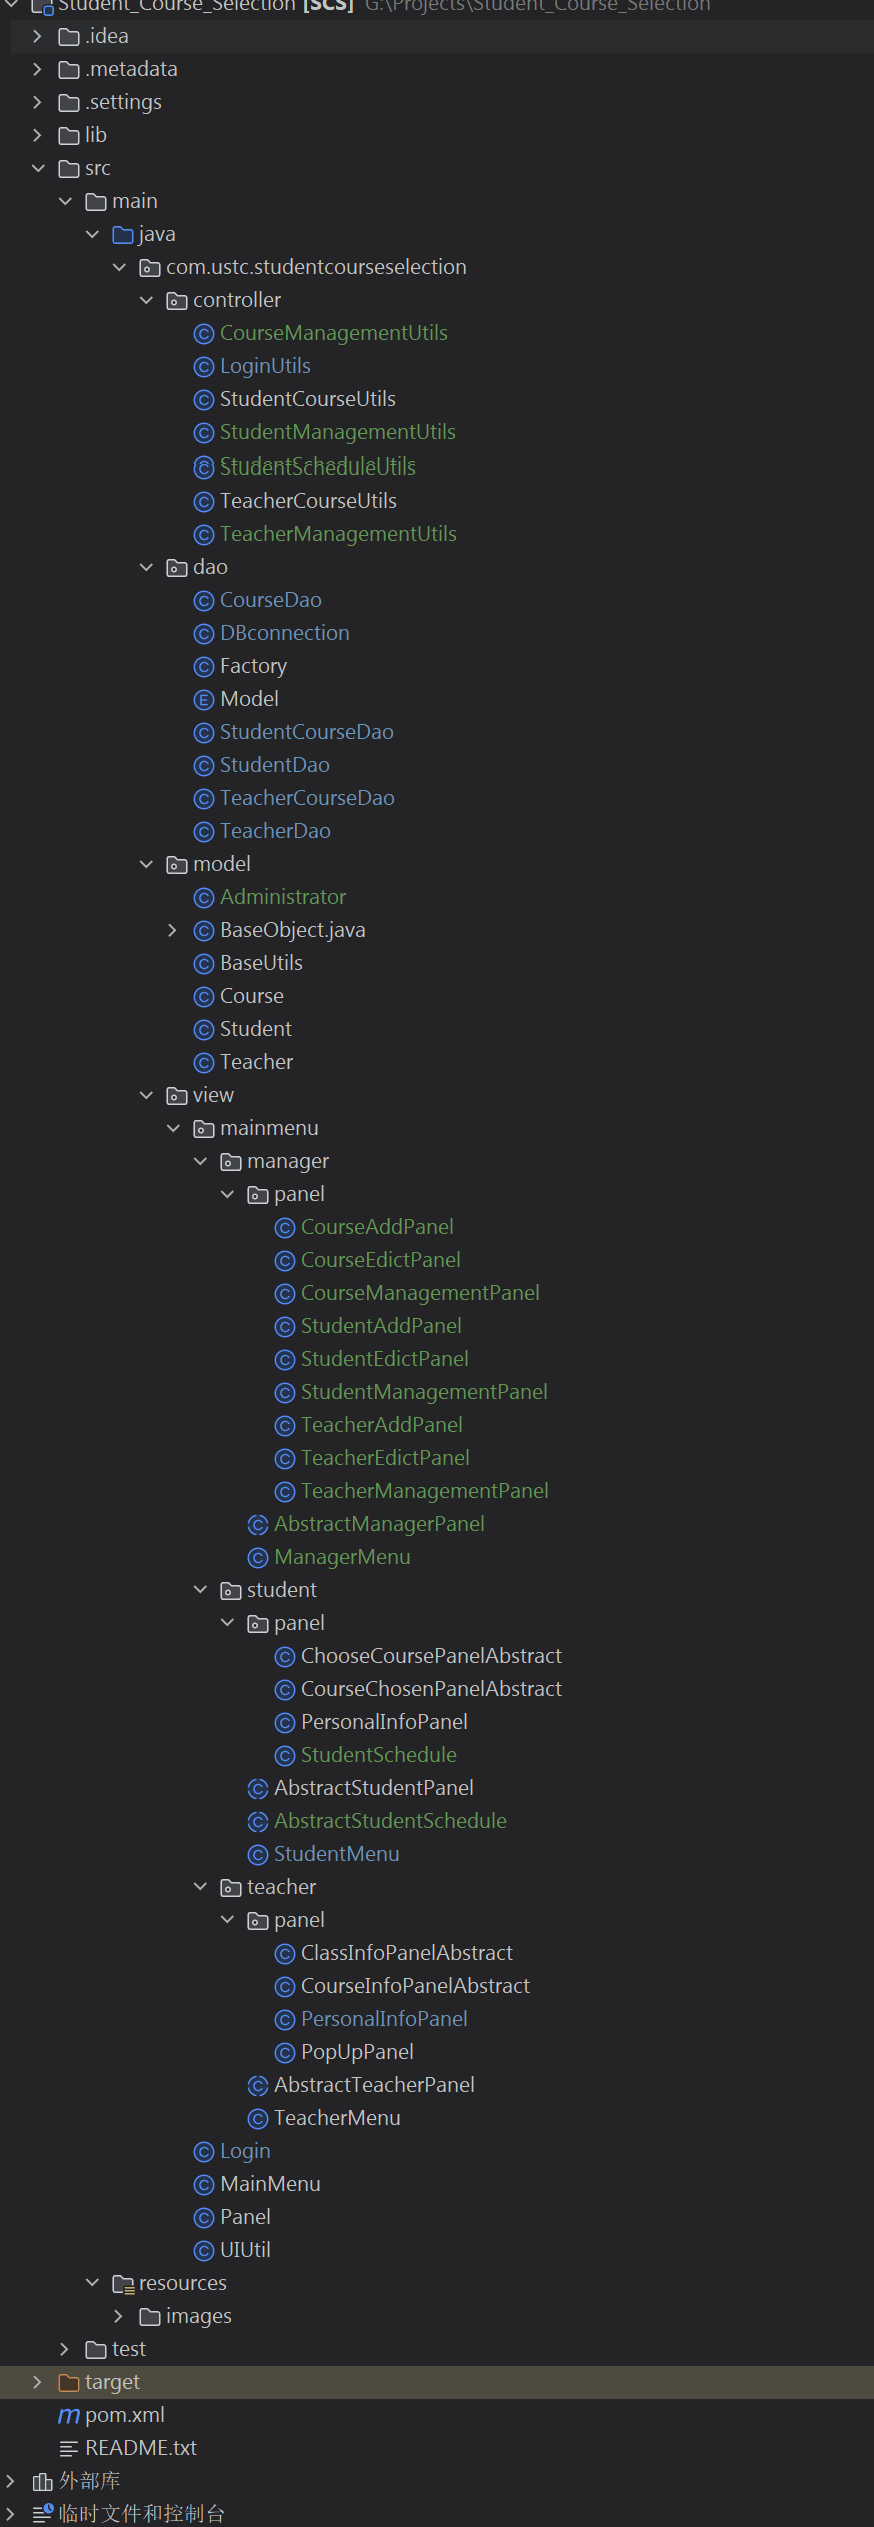 Student_Course_Selection [SCS] G:\Projects\Student_Course_Selection
.idea
.metadata
.settings
lib
src
main
java
com.ustc.studentcourseselection
controller
CourseManagementUtils
LoginUtils
StudentCourseUtils
StudentManagementUtils
StudentScheduleUtils
TeacherCourseUtils
TeacherManagementUtils
dao
CourseDao
DBconnection
Factory
Model
StudentCourseDao
StudentDao
TeacherCourseDao
TeacherDao
model
Administrator
BaseObject.java
BaseUtils
Course
Student
Teacher
view
mainmenu
manager
panel
CourseAddPanel
CourseEdictPanel
CourseManagementPanel
StudentAddPanel
StudentEdictPanel
StudentManagementPanel
TeacherAddPanel
TeacherEdictPanel
TeacherManagementPanel
AbstractManagerPanel
ManagerMenu
student
panel
ChooseCoursePanelAbstract
CourseChosenPanelAbstract
PersonalInfoPanel
StudentSchedule
AbstractStudentPanel
AbstractStudentSchedule
StudentMenu
teacher
panel
ClassInfoPanelAbstract
CourseInfoPanelAbstract
PersonalInfoPanel
PopUpPanel
AbstractTeacherPanel
TeacherMenu
Login
MainMenu
Panel
UIUtil
resources
images
test
target
pom.xml
README.txt
外部库
临时文件和控制台